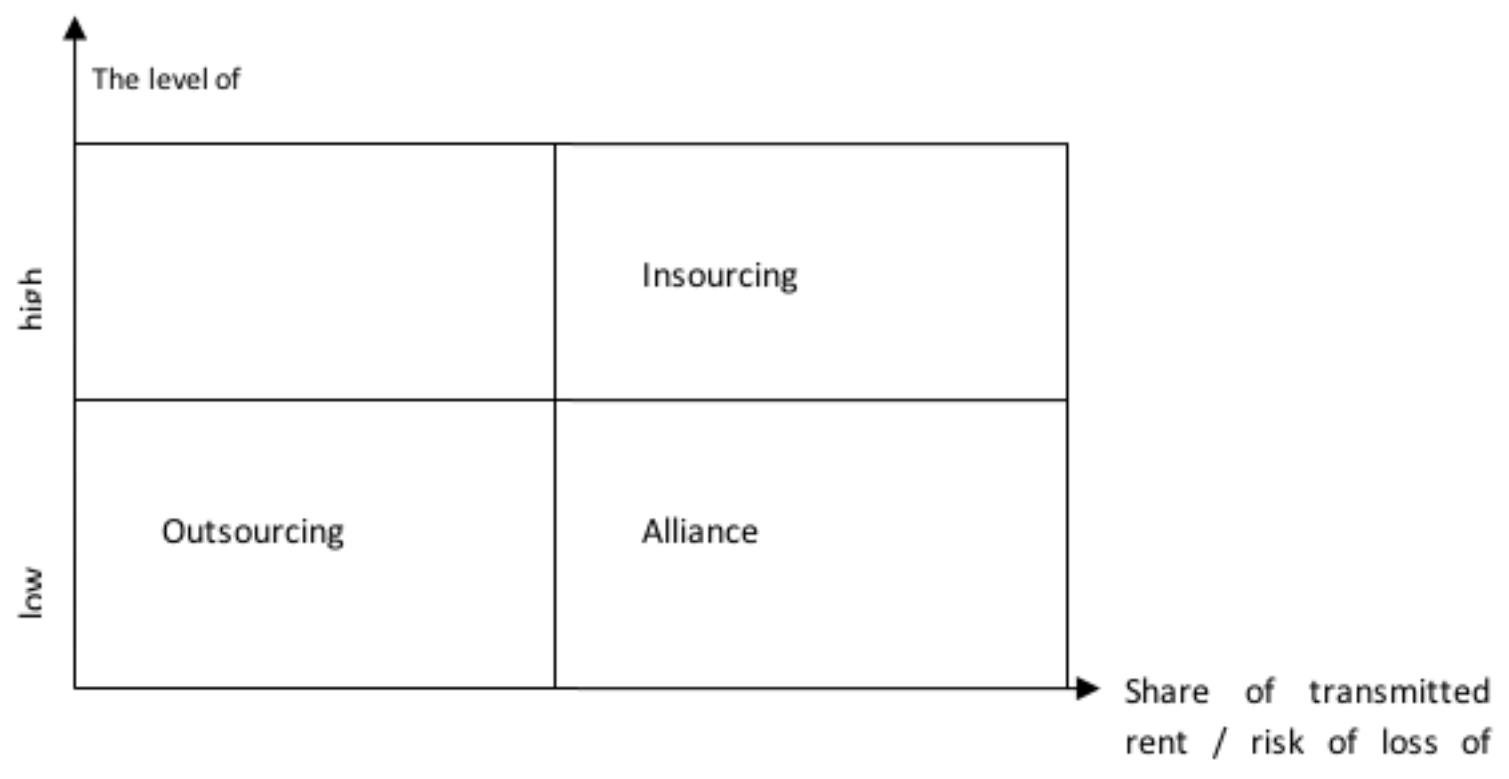 The level of
high
Insourcing
low
Outsourcing
Alliance
Share of transmitted
rent / risk of loss of